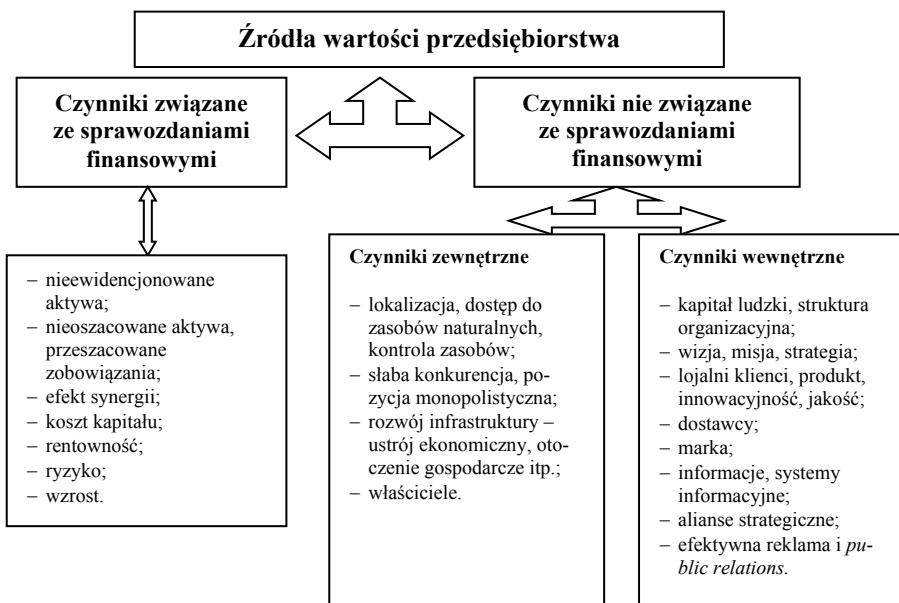 Źródła wartości przedsiębiorstwa
Czynniki związane
ze sprawozdaniami
finansowymi
Czynniki nie związane
ze sprawozdaniami
finansowymi
– nieewidencjonowane
aktywa;
– nieoszacowane aktywa,
przeszacowane
zobowiązania;
– efekt synergii;
– koszt kapitału;
– rentowność;
– ryzyko;
– wzrost.
Czynniki zewnętrzne
– lokalizacja, dostęp do
zasobów naturalnych,
kontrola zasobów;
– słaba konkurencja, po-
zycja monopolistyczna;
– rozwój infrastruktury –
ustrój ekonomiczny, oto-
czenie gospodarcze itp.;
– właściciele.
Czynniki wewnętrzne
– kapitał ludzki, struktura
organizacyjna;
– wizja, misja, strategia;
– lojalni klienci, produkt,
innowacyjność, jakość;
– dostawcy;
– marka;
– informacje, systemy
informacyjne;
– alianse strategiczne;
– efektywna reklama i pu-
blic relations.